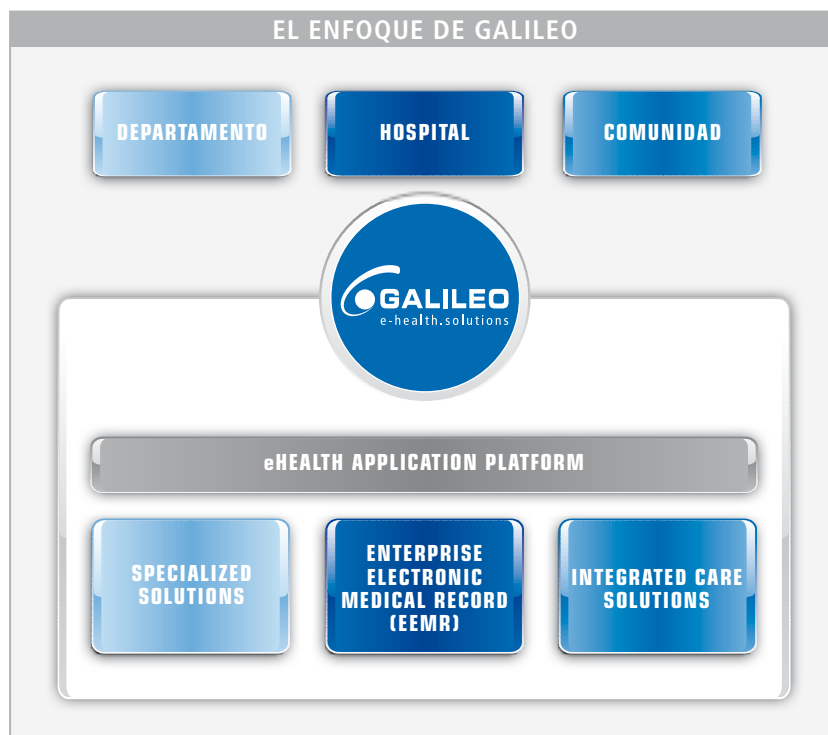 EL ENFOQUE DE GALILEO
DEPARTAMENTO
HOSPITAL
COMUNIDAD
GALILEO
e-health.solutions
eHEALTH APPLICATION PLATFORM
SPECIALIZED
SOLUTIONS
ENTERPRISE
ELECTRONIC
MEDICAL RECORD
(EEMR)
INTEGRATED CARE
SOLUTIONS